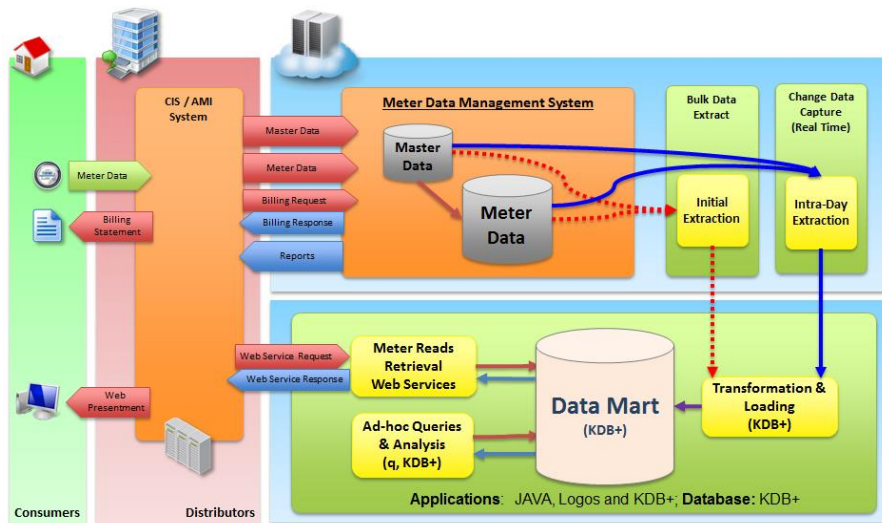 CIS / AMI
System
Meter Data Management System
Bulk Data
Extract
Change Data
Capture
(Real Time)
Master Data
Master
Data
Meter Data
Meter Data
Billing Request
Initial
Extraction
Intra-Day
Extraction
Meter
Data
Billing
Statement
Billing Response
Reports
Web Service Request
Meter Reads
Retrieval
Web Services
Web Service Response
Data Mart
(KDB+)
Transformation &
Loading
(KDB+)
Web
Presentment
Ad-hoc Queries
& Analysis
(q, KDB+)
Applications: JAVA, Logos and KDB+; Database: KDB+
Consumers
Distributors